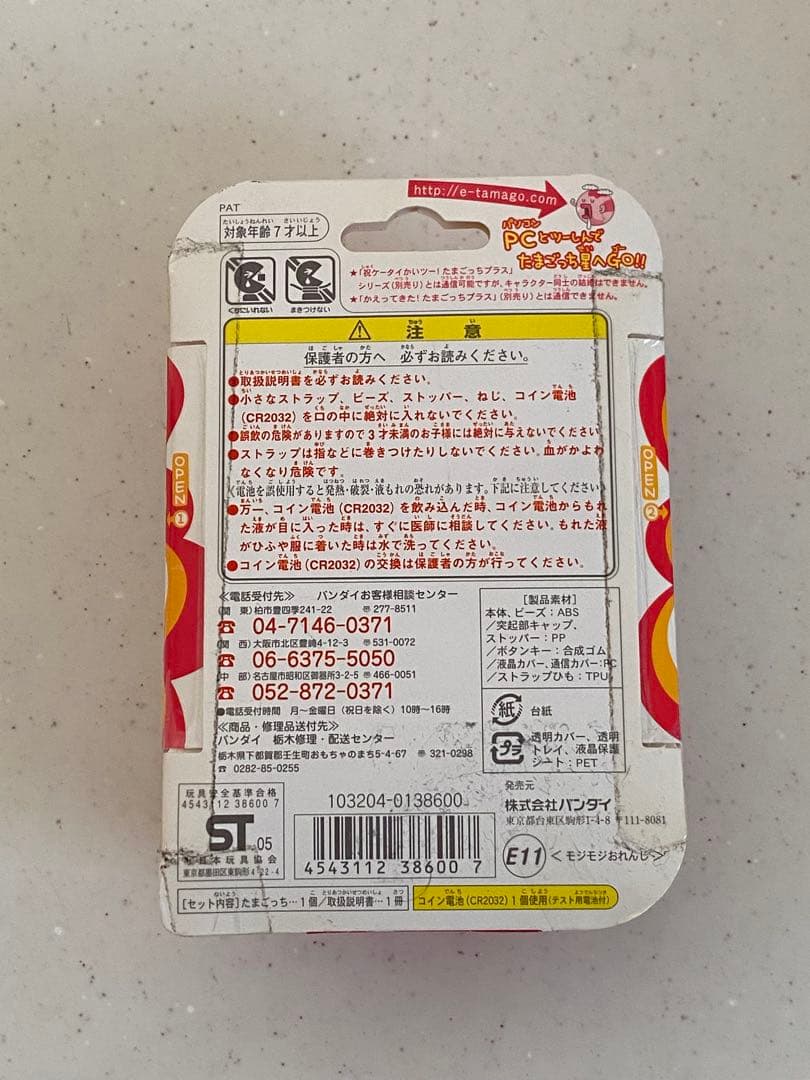 PAT
対象年齢7才以上
http://e-tamago.com
パソコン
PCとツーしんで
たまごっち星へGO!!
★「祝ケータイかいツー!たまごっちプラス」
シリーズ(別売り)とは通信可能ですが、キャラクター同士の結婚はできません。
★「かえってきた!たまごっちプラス」(別売り)とは通信できません。
くちにいれない
まきつけない
注意
保護者の方へ 必ずお読みください。
●取扱説明書を必ずお読みください。
●小さなストラップ、ビーズ、ストッパー、ねじ、コイン電池
(CR2032)を口の中に絶対に入れないでください。
●誤飲の危険がありますので3才未満のお子様には絶対に与えないでください。
●ストラップは指などに巻きつけたりしないでください。血がかよわ
なくなり危険です。
〈電池を誤使用すると発熱・破裂・液もれの恐れがあります。下記に注意してください〉
●万一、コイン電池(CR2032)を飲み込んだ時、コイン電池からもれ
た液が目に入った時は、すぐに医師に相談してください。もれた液
がひふや服に着いた時は水で洗ってください。
●コイン電池(CR2032)の交換は保護者の方が行ってください。
≪電話受付先≫ バンダイお客様相談センター
(関 東)柏市豊四季241-22 〠277-8511
☎ 04-7146-0371
(関 西)大阪市北区豊崎4-12-3 〠531-0072
☎ 06-6375-5050
(中 部)名古屋市昭和区御器所3-2-5 〠466-0051
☎ 052-872-0371
●電話受付時間 月〜金曜日(祝日を除く)10時〜16時
≪商品・修理品送付先≫
バンダイ 栃木修理・配送センター
栃木県下都賀郡壬生町おもちゃのまち5-4-67 〠321-0298
☎ 0282-85-0255
[製品素材]
本体、ビーズ:ABS
/突起部キャップ、
ストッパー:PP
/ボタンキー:合成ゴム
/液晶カバー、通信カバー:PC
/ストラップひも:TPU
紙 台紙
プラ 透明カバー、透明
トレイ、液晶保護
シート:PET
OPEN
1
OPEN
2
玩具安全基準合格
4543112 38600 7
ST 05
日本玩具協会
東京都墨田区東駒形4-22-4
103204-0138600
4543112 386007
発売元
株式会社バンダイ
東京都台東区駒形1-4-8 〒111-8081
E11 <モジモジおれんじ>
[セット内容]たまごっち…1個/取扱説明書…1冊
コイン電池(CR2032)1個使用(テスト用電池付)